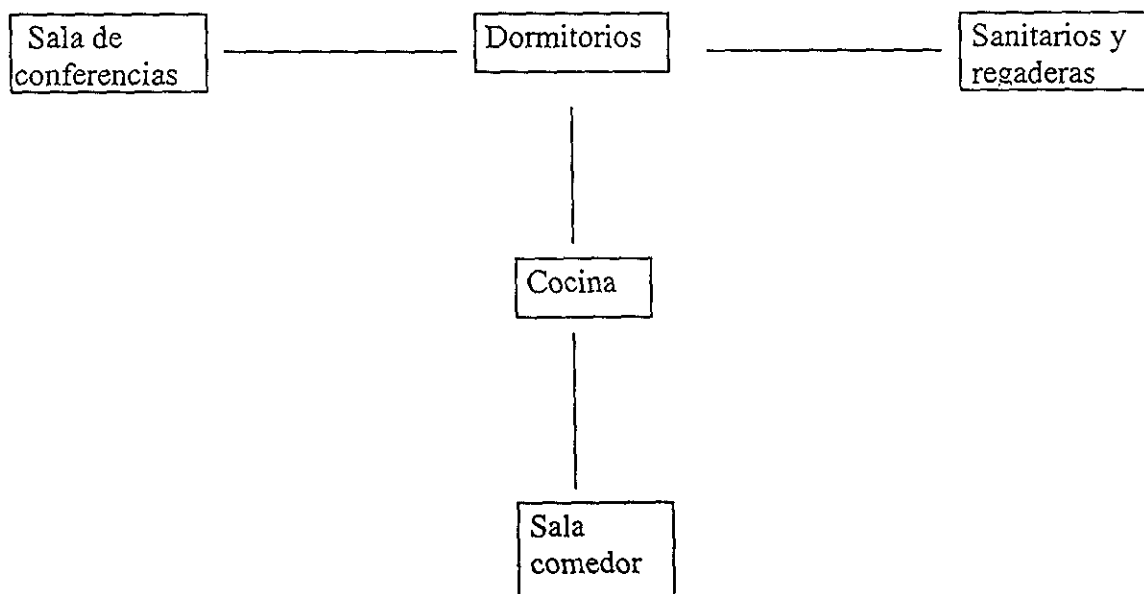 Sala de
conferencias
Dormitorios
Sanitarios y
regaderas
Cocina
Sala
comedor